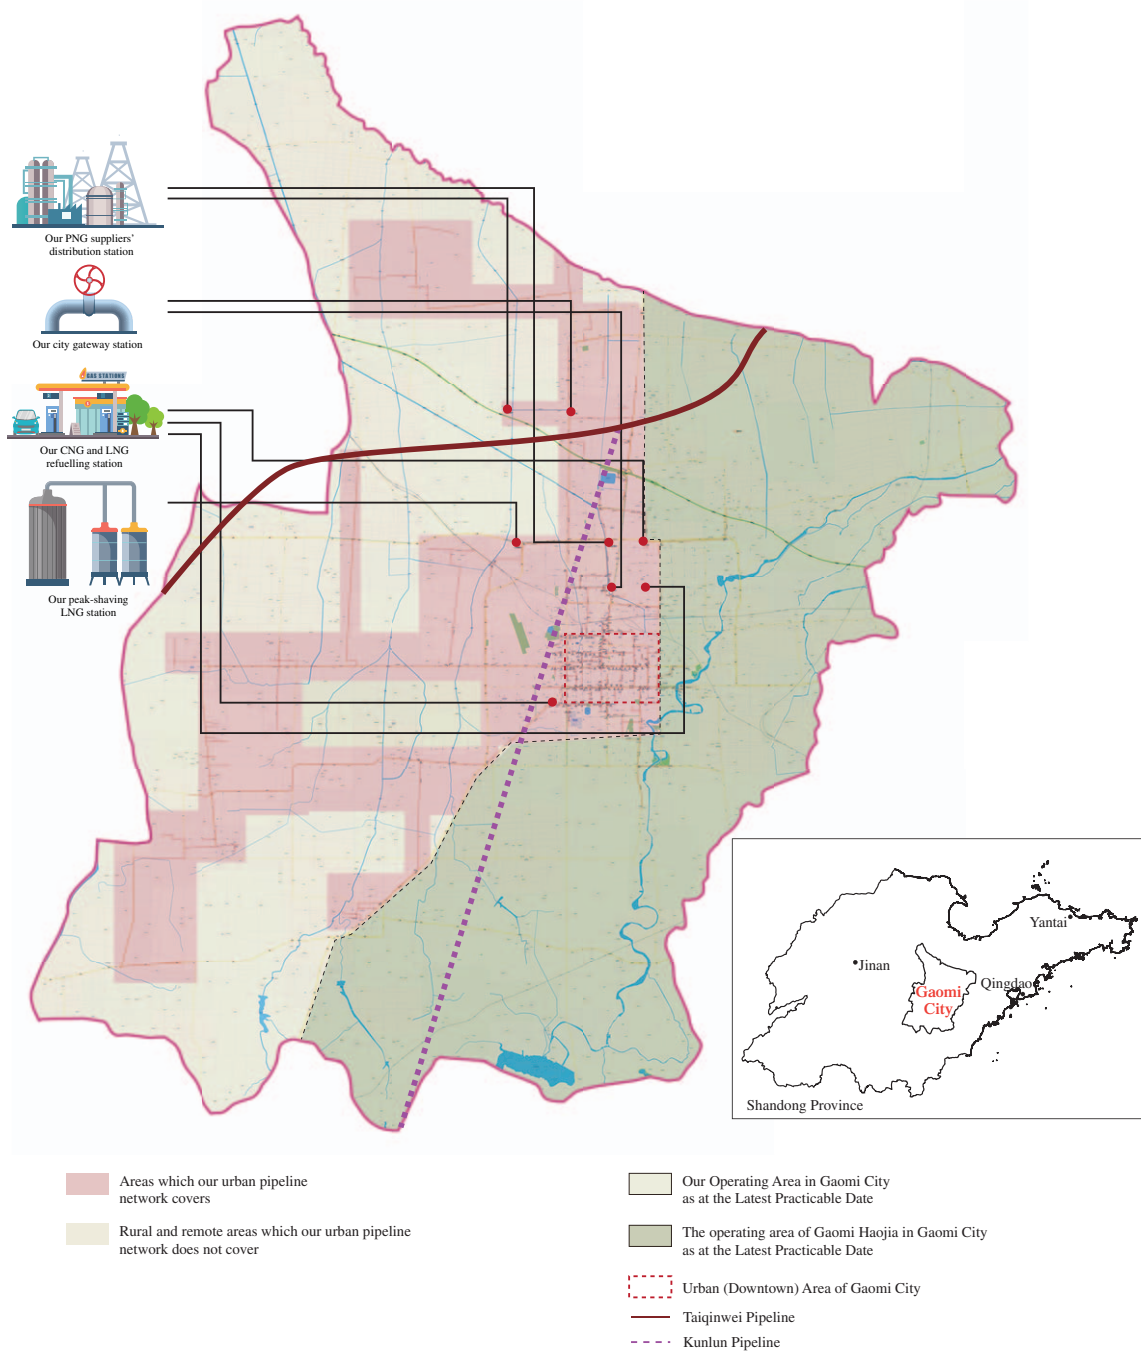 Our PNG suppliers’
distribution station
Our city gateway station
GAS STATIONS
Our CNG and LNG
refuelling station
Our peak-shaving
LNG station
Yantai
Jinan
Qingdao
Gaomi
City
Shandong Province
Areas which our urban pipeline
network covers
Rural and remote areas which our urban pipeline
network does not cover
Our Operating Area in Gaomi City
as at the Latest Practicable Date
The operating area of Gaomi Haojia in Gaomi City
as at the Latest Practicable Date
Urban (Downtown) Area of Gaomi City
Taiqinwei Pipeline
Kunlun Pipeline